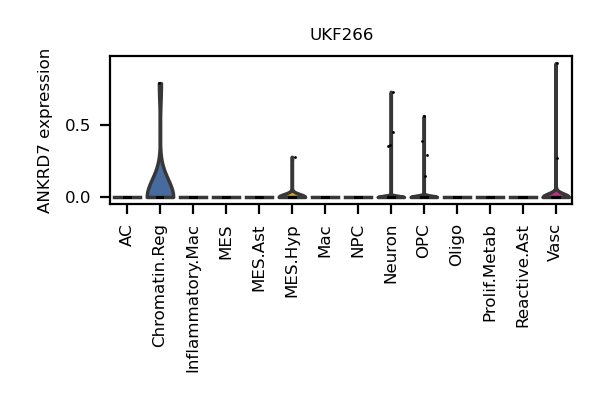 UKF266
ANKRD7 expression
0.5
0.0
AC
Chromatin.Reg
Inflammatory.Mac
MES
MES.Ast
MES.Hyp
Mac
NPC
Neuron
OPC
Oligo
Prolif.Metab
Reactive.Ast
Vasc